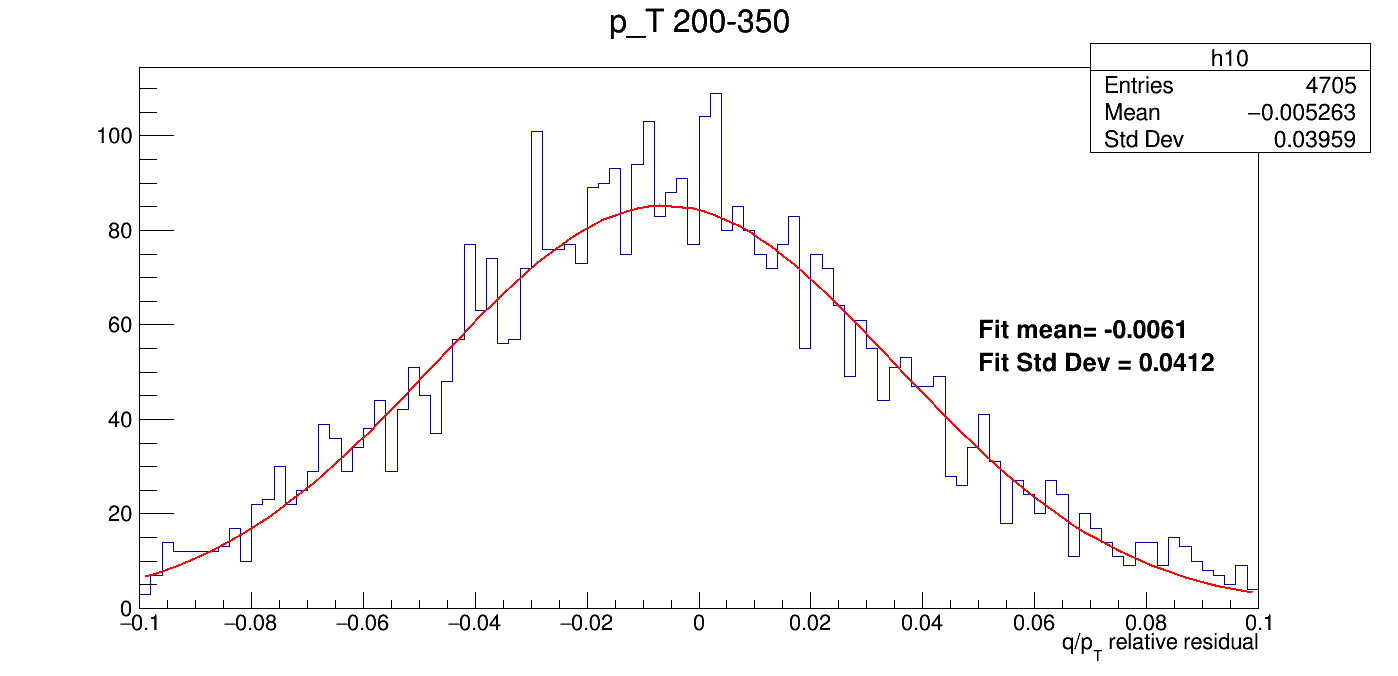 p_T 200-350
h10
Entries 4705
Mean −0.005263
Std Dev 0.03959
100
80
60
40
20
0
Fit mean= -0.0061
Fit Std Dev = 0.0412
−0.1 −0.08 −0.06 −0.04 −0.02 0 0.02 0.04 0.06 0.08 0.1
q/p_T relative residual